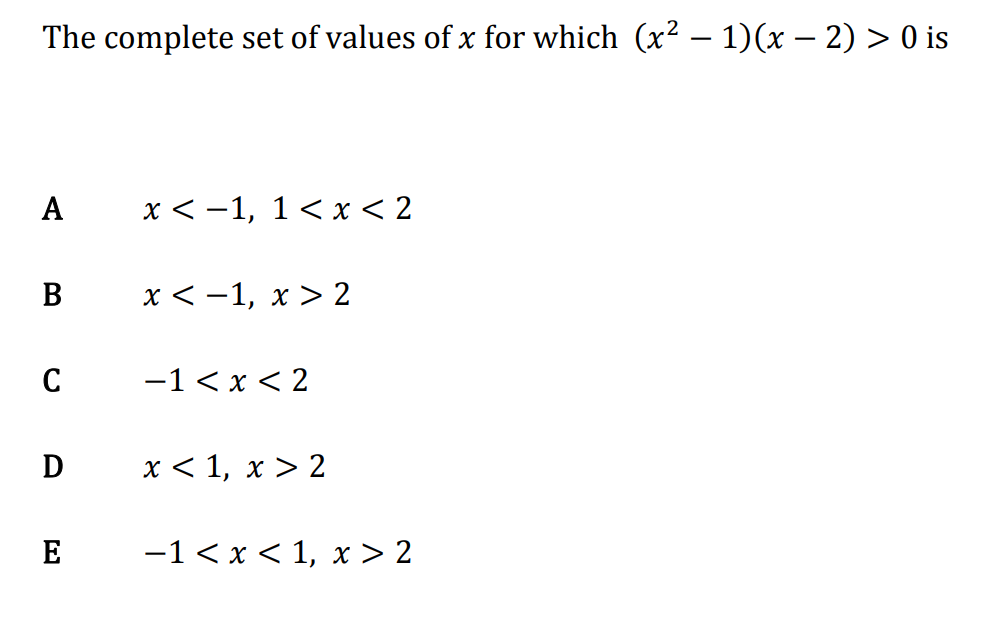 The complete set of values of x for which (x² − 1)(x − 2) > 0 is
A x < −1, 1 < x < 2
B x < −1, x > 2
C −1 < x < 2
D x < 1, x > 2
E −1 < x < 1, x > 2